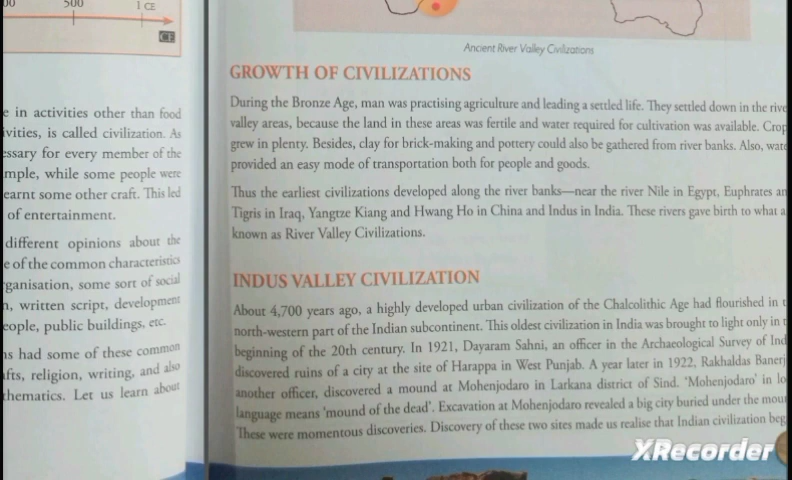 500
1 CE
CE
e in activities other than food
ivities, is called civilization. As
essary for every member of the
mple, while some people were
earnt some other craft. This led
of entertainment.
different opinions about the
e of the common characteristics
rganisation, some sort of social
n, written script, development
eople, public buildings, etc.
ns had some of these common
afts, religion, writing, and also
thematics. Let us learn about
Ancient River Valley Civilizations
GROWTH OF CIVILIZATIONS
During the Bronze Age, man was practising agriculture and leading a settled life. They settled down in the rive
valley areas, because the land in these areas was fertile and water required for cultivation was available. Crop
grew in plenty. Besides, clay for brick-making and pottery could also be gathered from river banks. Also, wate
provided an easy mode of transportation both for people and goods.
Thus the earliest civilizations developed along the river banks—near the river Nile in Egypt, Euphrates an
Tigris in Iraq, Yangtze Kiang and Hwang Ho in China and Indus in India. These rivers gave birth to what a
known as River Valley Civilizations.
INDUS VALLEY CIVILIZATION
About 4,700 years ago, a highly developed urban civilization of the Chalcolithic Age had flourished in t
north-western part of the Indian subcontinent. This oldest civilization in India was brought to light only in t
beginning of the 20th century. In 1921, Dayaram Sahni, an officer in the Archaeological Survey of Ind
discovered ruins of a city at the site of Harappa in West Punjab. A year later in 1922, Rakhaldas Banerj
another officer, discovered a mound at Mohenjodaro in Larkana district of Sind. 'Mohenjodaro' in lo
language means 'mound of the dead'. Excavation at Mohenjodaro revealed a big city buried under the mou
These were momentous discoveries. Discovery of these two sites made us realise that Indian civilization beg
XRecorder